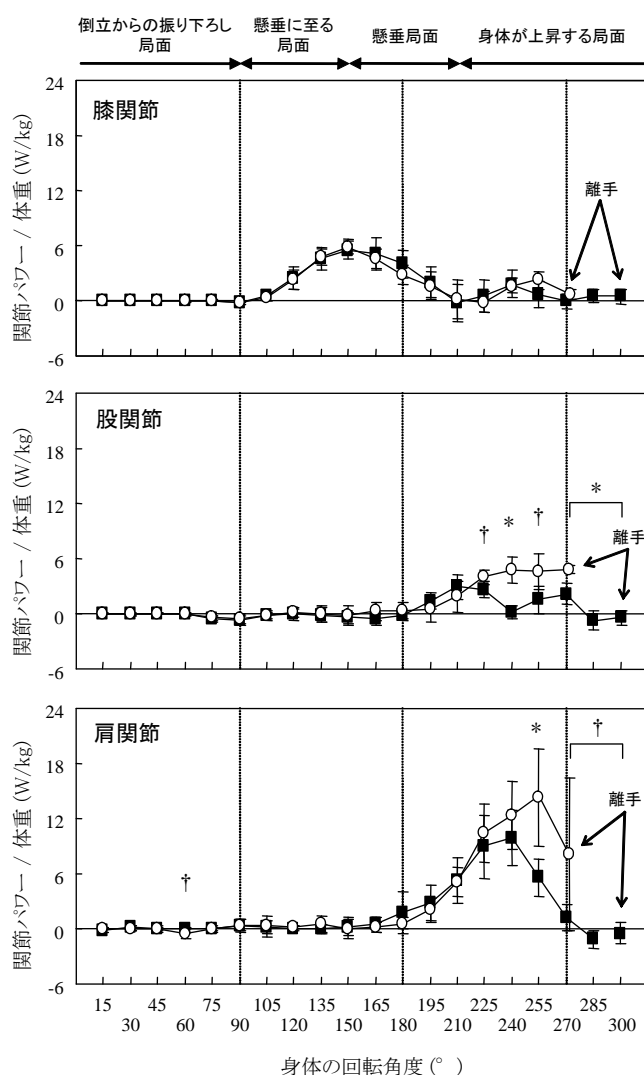 倒立からの振り下ろし
局面
懸垂に至る
局面
懸垂局面
身体が上昇する局面
24
18
12
6
0
-6
関節パワー / 体重 (W/kg)
膝関節
離手
24
18
12
6
0
-6
関節パワー / 体重 (W/kg)
股関節
†
*
†
*
離手
24
18
12
6
0
-6
関節パワー / 体重 (W/kg)
肩関節
†
*
†
離手
15 45 75 105 135 165 195 225 255 285
30 60 90 120 150 180 210 240 270 300
身体の回転角度 (°)